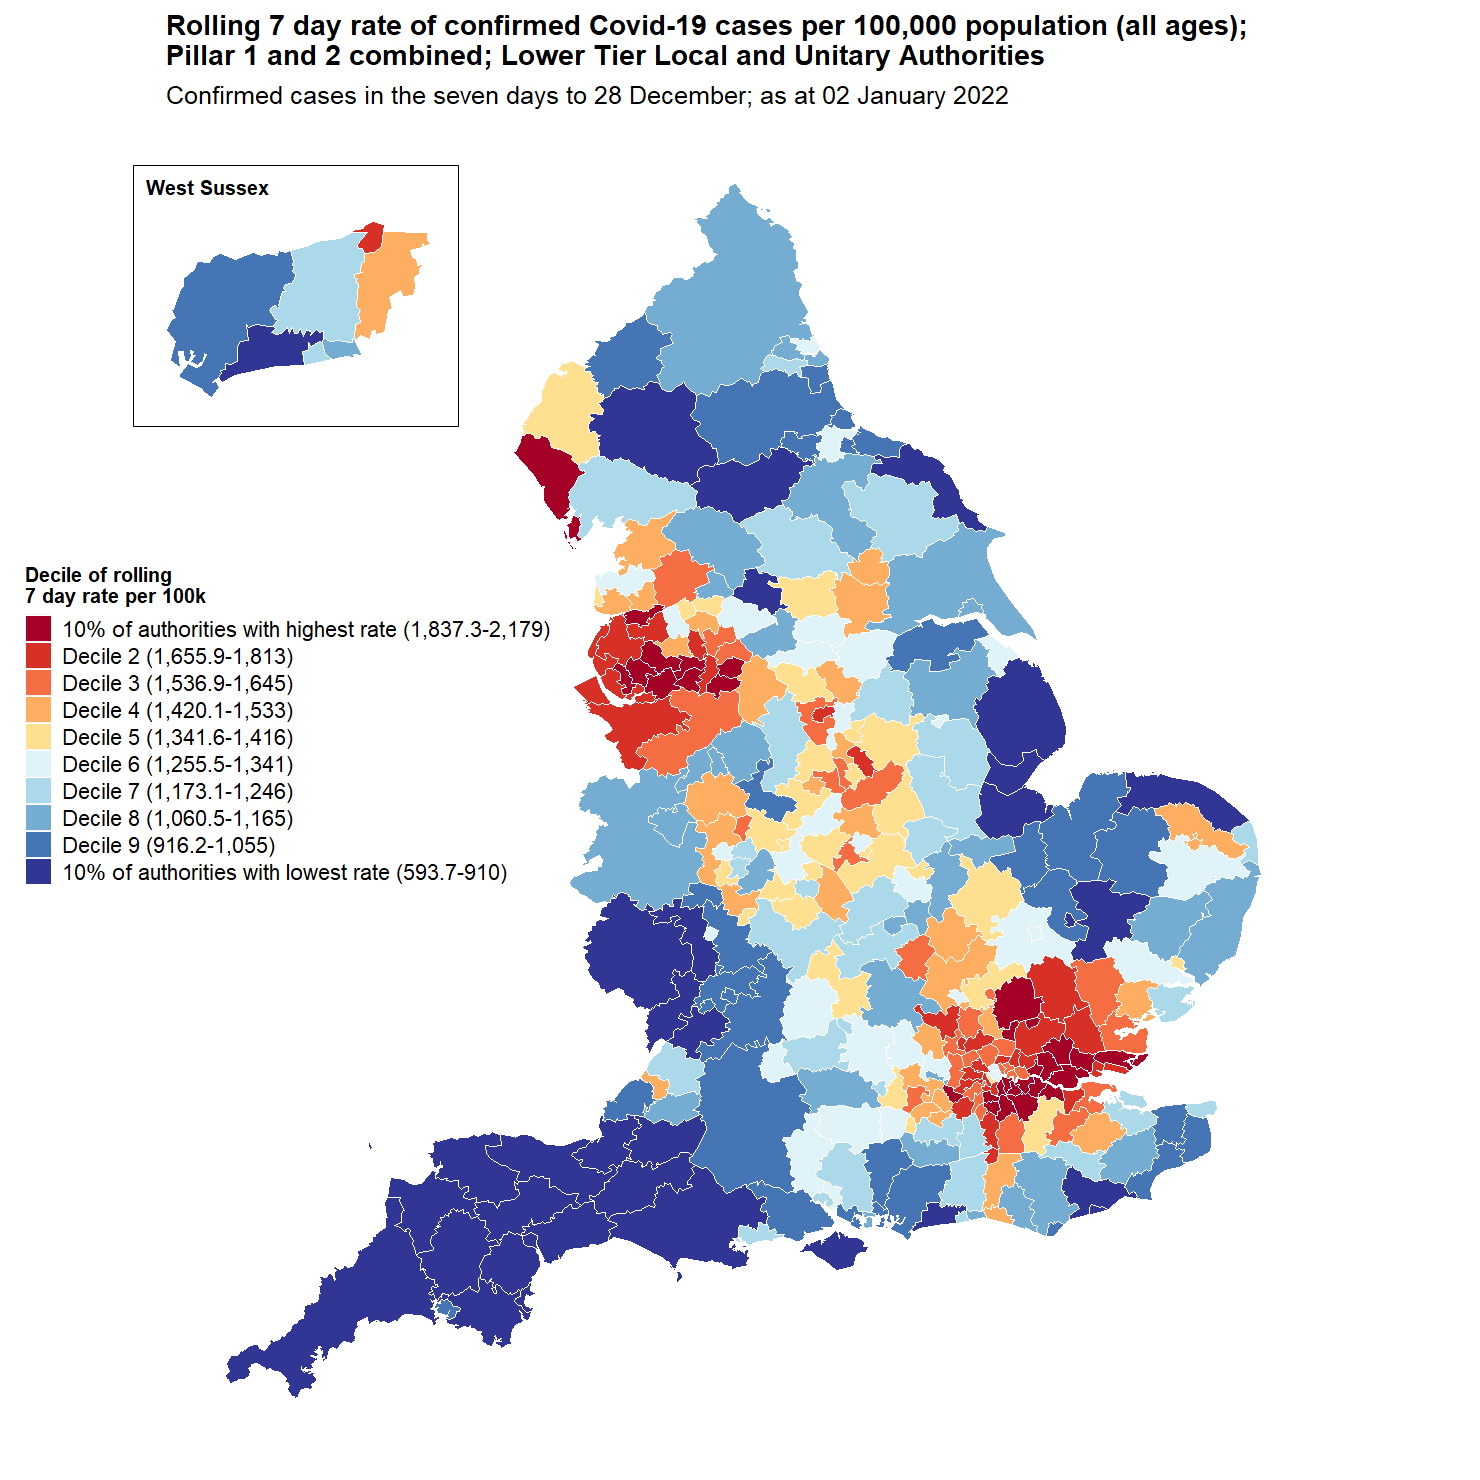 Rolling 7 day rate of confirmed Covid-19 cases per 100,000 population (all ages);
Pillar 1 and 2 combined; Lower Tier Local and Unitary Authorities
Confirmed cases in the seven days to 28 December; as at 02 January 2022
West Sussex
Decile of rolling
7 day rate per 100k
10% of authorities with highest rate (1,837.3-2,179)
Decile 2 (1,655.9-1,813)
Decile 3 (1,536.9-1,645)
Decile 4 (1,420.1-1,533)
Decile 5 (1,341.6-1,416)
Decile 6 (1,255.5-1,341)
Decile 7 (1,173.1-1,246)
Decile 8 (1,060.5-1,165)
Decile 9 (916.2-1,055)
10% of authorities with lowest rate (593.7-910)